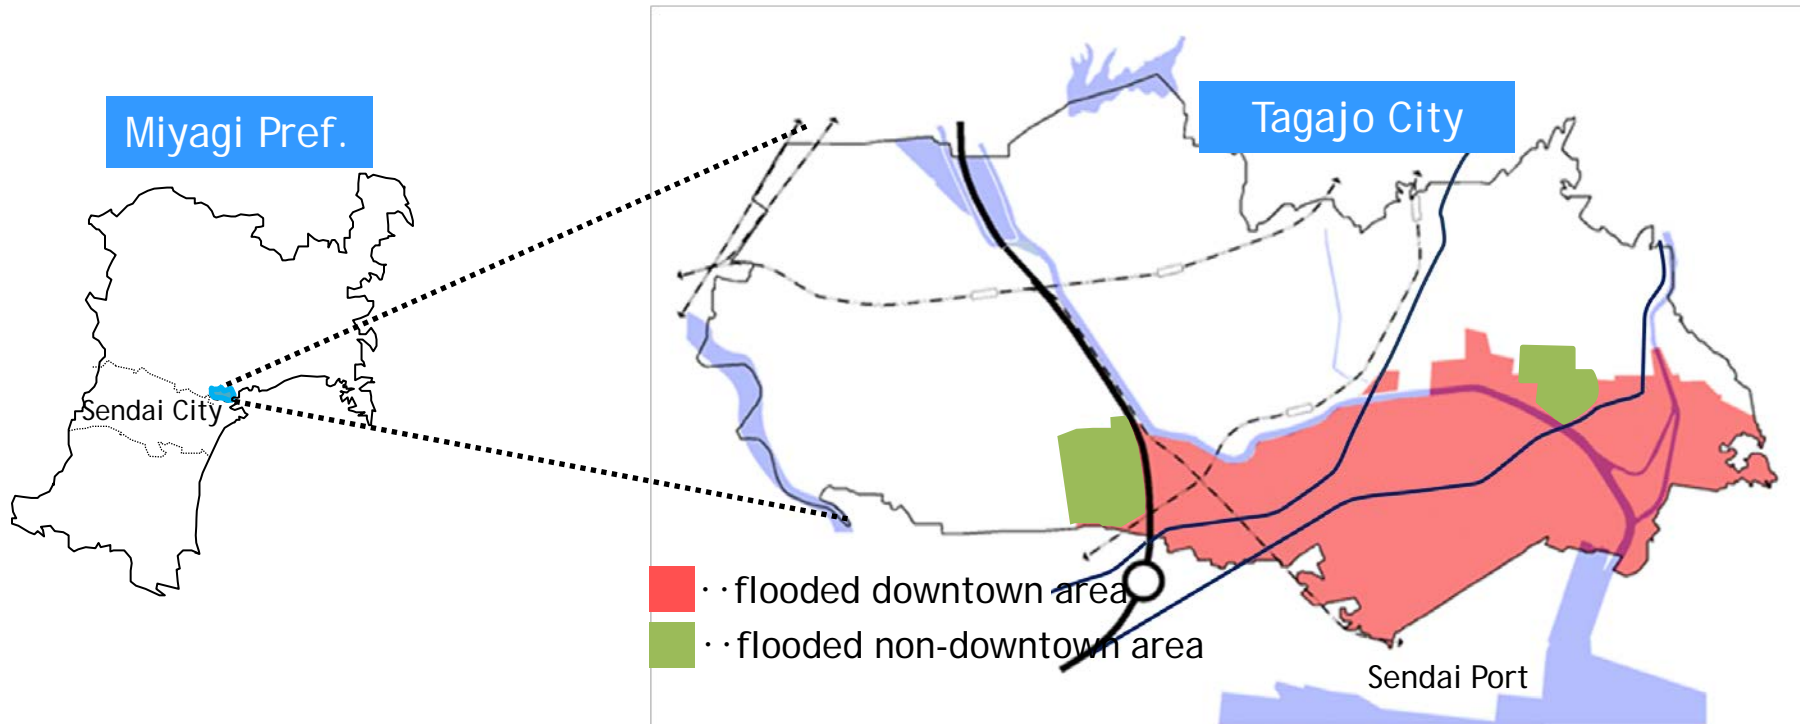 Miyagi Pref.
Tagajo City
Sendai City
‥flooded downtown area
‥flooded non-downtown area
Sendai Port